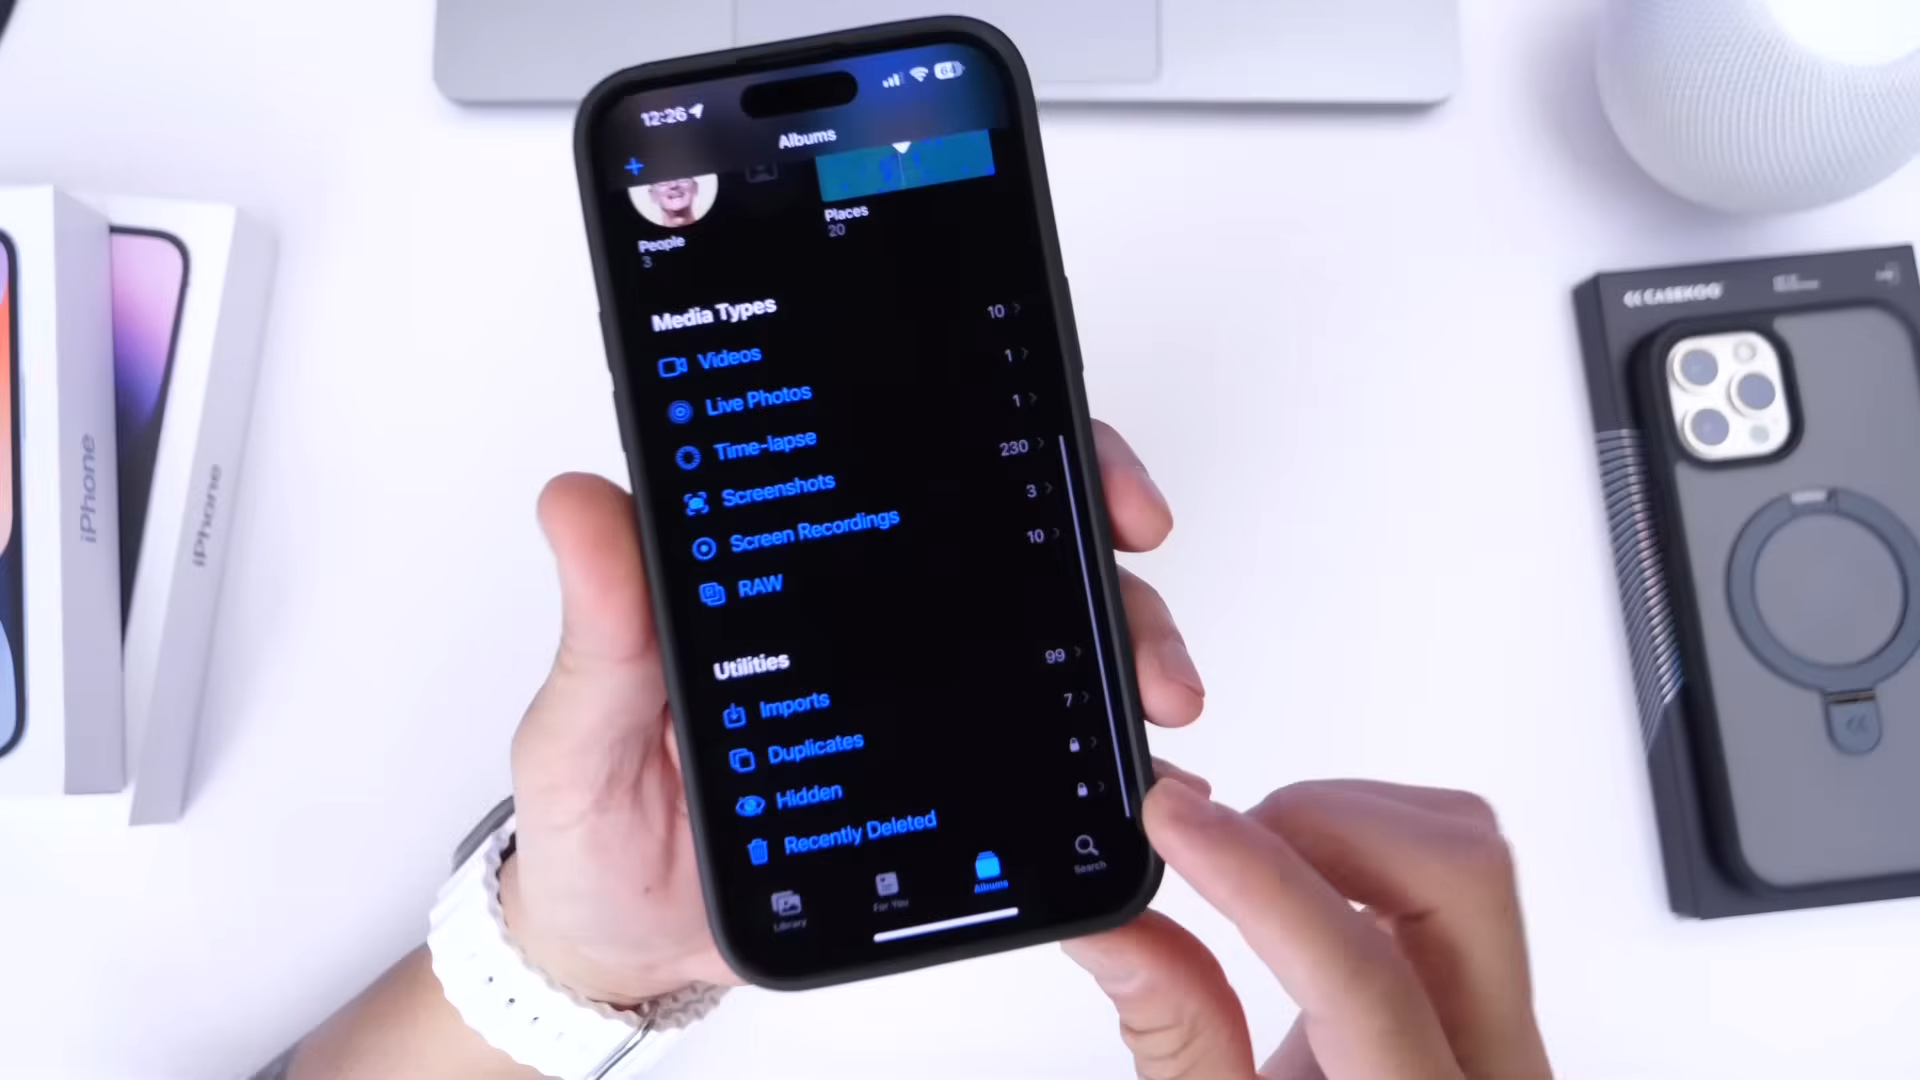 12:26
64
Albums
People
3
Places
20
Media Types
Videos 10
Live Photos 1
Time-lapse 1
Screenshots 230
Screen Recordings 3
RAW 10
Utilities
Imports 99
Duplicates 7
Hidden
Recently Deleted
Library
For You
Albums
Search
iPhone
iPhone
CASEKOO